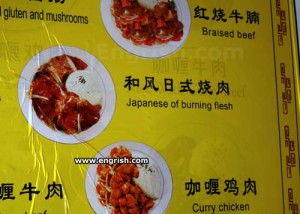 d gluten and mushrooms
红烧牛腩
Braised beef
和风日式烧肉
Japanese of burning flesh
www.engrish.com
咖喱鸡肉
Curry chicken
喱牛肉